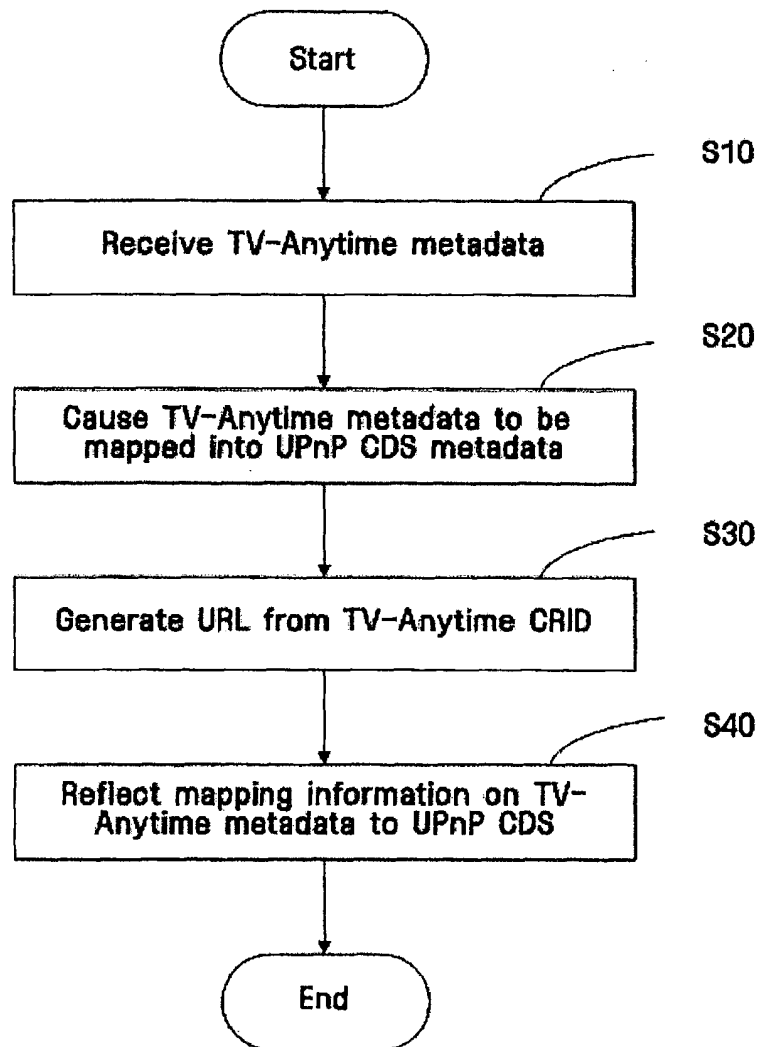 Start
S10
Receive TV-Anytime metadata
S20
Cause TV-Anytime metadata to be
mapped into UPnP CDS metadata
S30
Generate URL from TV-Anytime CRID
S40
Reflect mapping information on TV-
Anytime metadata to UPnP CDS
End